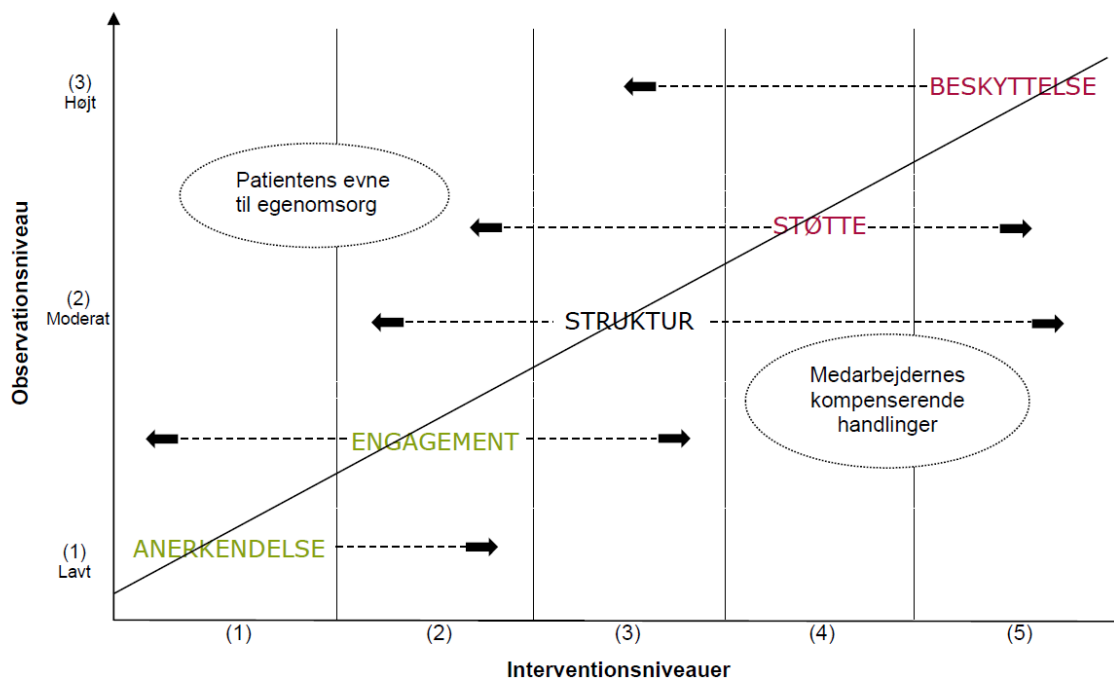 (3)
Højt
BESKYTTELSE
Patientens evne
til egenomsorg
STØTTE
Observationsniveau
(2)
Moderat
STRUKTUR
Medarbejdernes
kompenserende
handlinger
ENGAGEMENT
(1)
Lavt
ANERKENDELSE
(1) (2) (3) (4) (5)
Interventionsniveauer